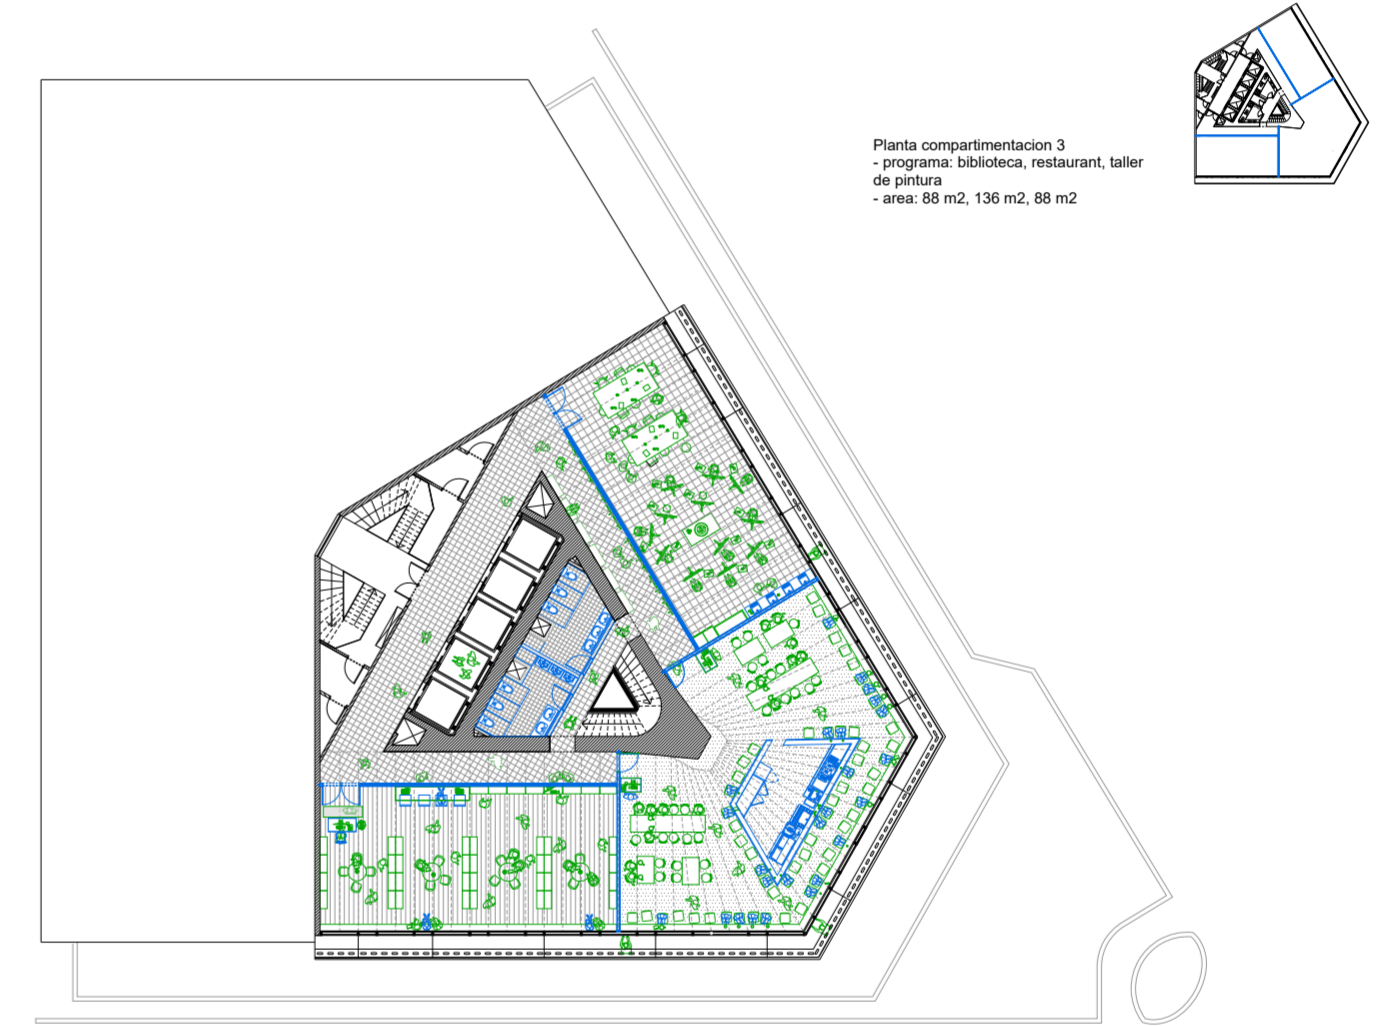 Planta compartimentacion 3
- programa: biblioteca, restaurant, taller
de pintura
- area: 88 m2, 136 m2, 88 m2